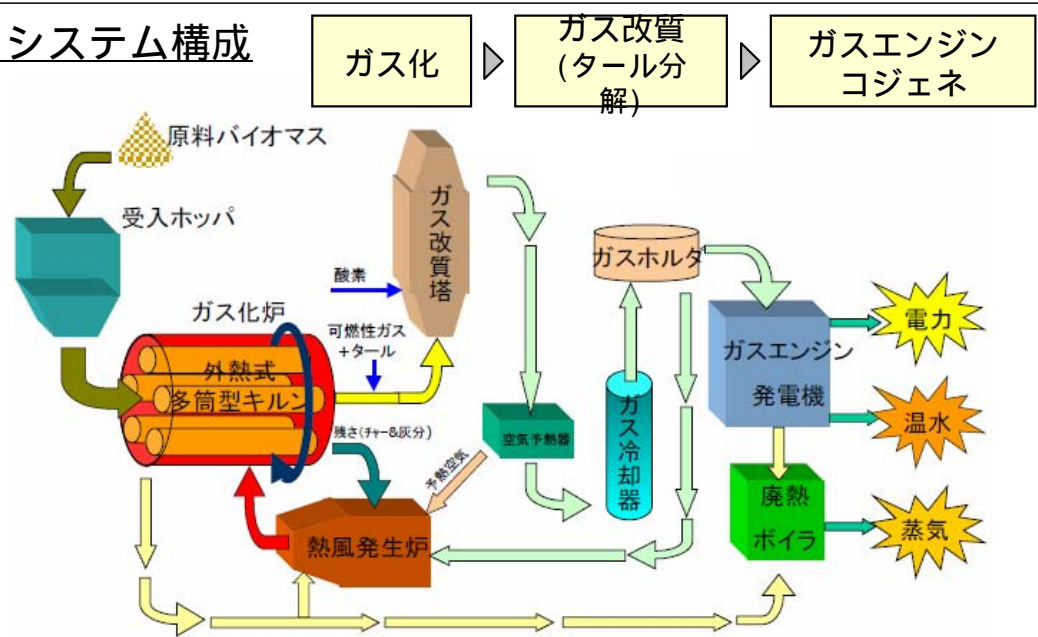 システム構成
ガス化
ガス改質
(タール分
解)
ガスエンジン
コジェネ
原料バイオマス
受入ホッパ
ガス改質塔
酸素
ガス化炉
可燃性ガス
+タール
外熱式
多筒型キルン
残さ(チャー&灰分)
予熱空気
空気予熱器
熱風発生炉
ガスホルタ
ガス冷却器
ガスエンジン
発電機
廃熱
ボイラ
電力
温水
蒸気